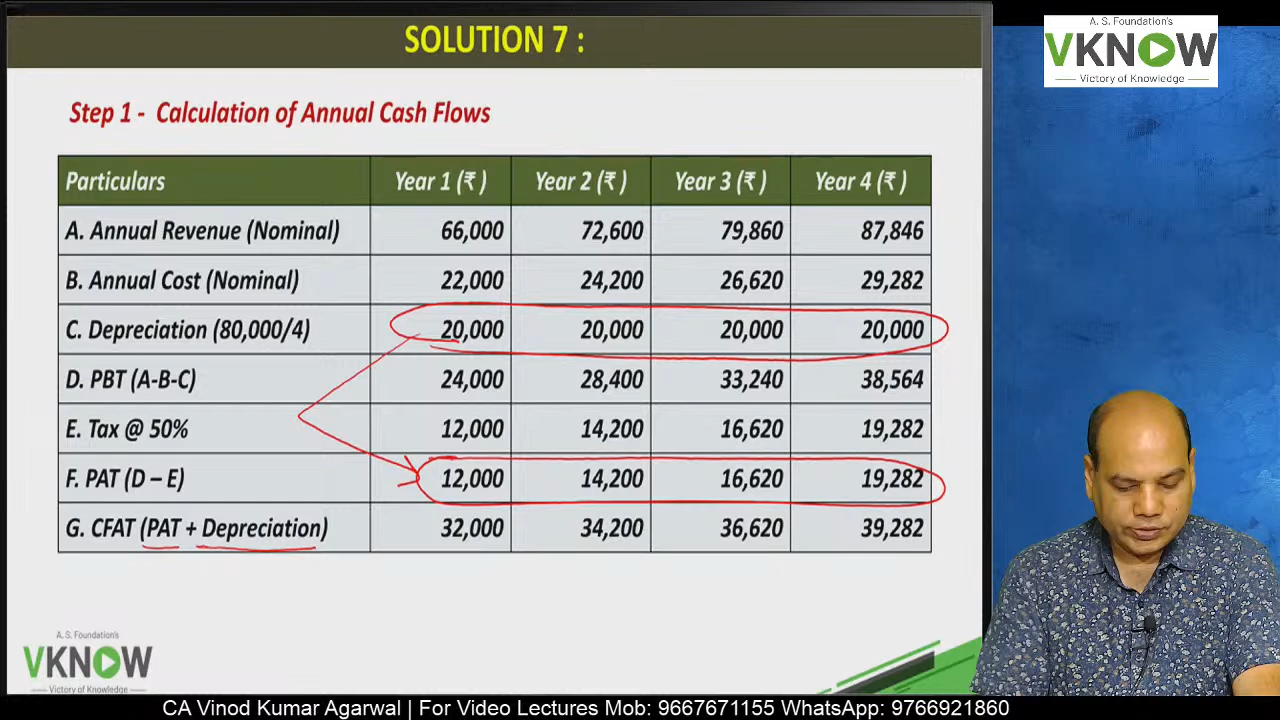 SOLUTION 7 :
A. S. Foundation's
VKNOW
Victory of Knowledge
Step 1 - Calculation of Annual Cash Flows
Particulars Year 1 (₹ ) Year 2 (₹ ) Year 3 (₹ ) Year 4 (₹ )
A. Annual Revenue (Nominal) 66,000 72,600 79,860 87,846
B. Annual Cost (Nominal) 22,000 24,200 26,620 29,282
C. Depreciation (80,000/4) 20,000 20,000 20,000 20,000
D. PBT (A-B-C) 24,000 28,400 33,240 38,564
E. Tax @ 50% 12,000 14,200 16,620 19,282
F. PAT (D – E) 12,000 14,200 16,620 19,282
G. CFAT (PAT + Depreciation) 32,000 34,200 36,620 39,282
A. S. Foundation's
VKNOW
Victory of Knowledge
CA Vinod Kumar Agarwal | For Video Lectures Mob: 9667671155 WhatsApp: 9766921860